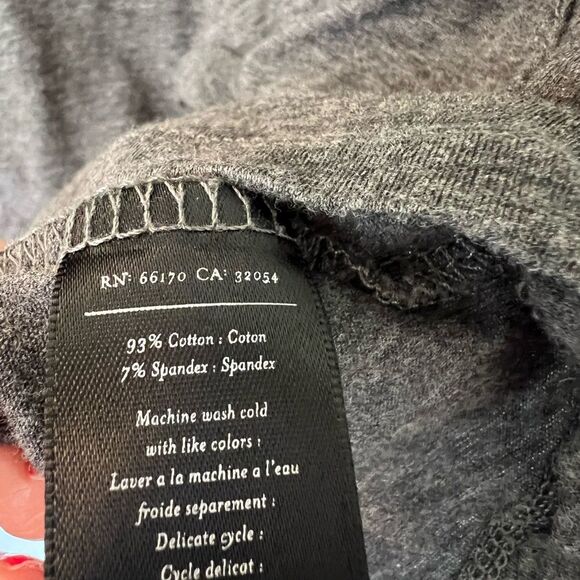 RN: 66170 CA: 32054
93% Cotton : Coton
7% Spandex : Spandex
Machine wash cold
with like colors :
Laver a la machine a l'eau
froide separement :
Delicate cycle :
Cycle delicat :